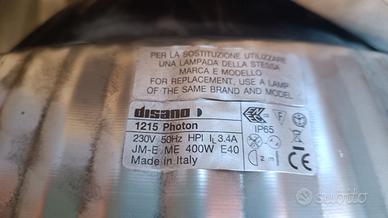 PER LA SOSTITUZIONE UTILIZZARE
UNA LAMPADA DELLA STESSA
MARCA E MODELLO
FOR REPLACEMENT, USE A LAMP
OF THE SAME BRAND AND MODEL
disano
1215 Photon
230V 50Hz HPI IL 3.4A
JM-E ME 400W E40
Made in Italy
F
IP65
CE
subito